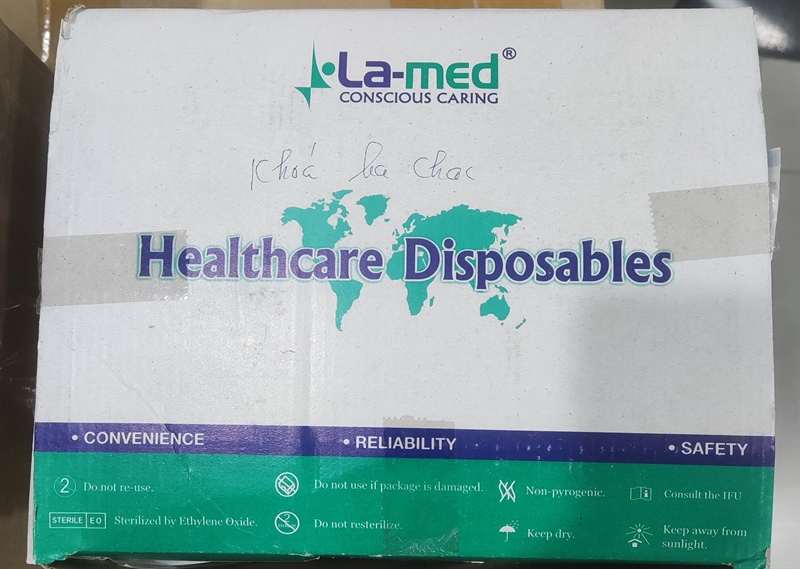 La-med®
CONSCIOUS CARING
Khoá ba chạc
Healthcare Disposables
• CONVENIENCE • RELIABILITY • SAFETY
2 Do not re-use. Do not use if package is damaged. Non-pyrogenic. Consult the IFU
STERILE EO Sterilized by Ethylene Oxide. Do not resterilize. Keep dry. Keep away from
sunlight.